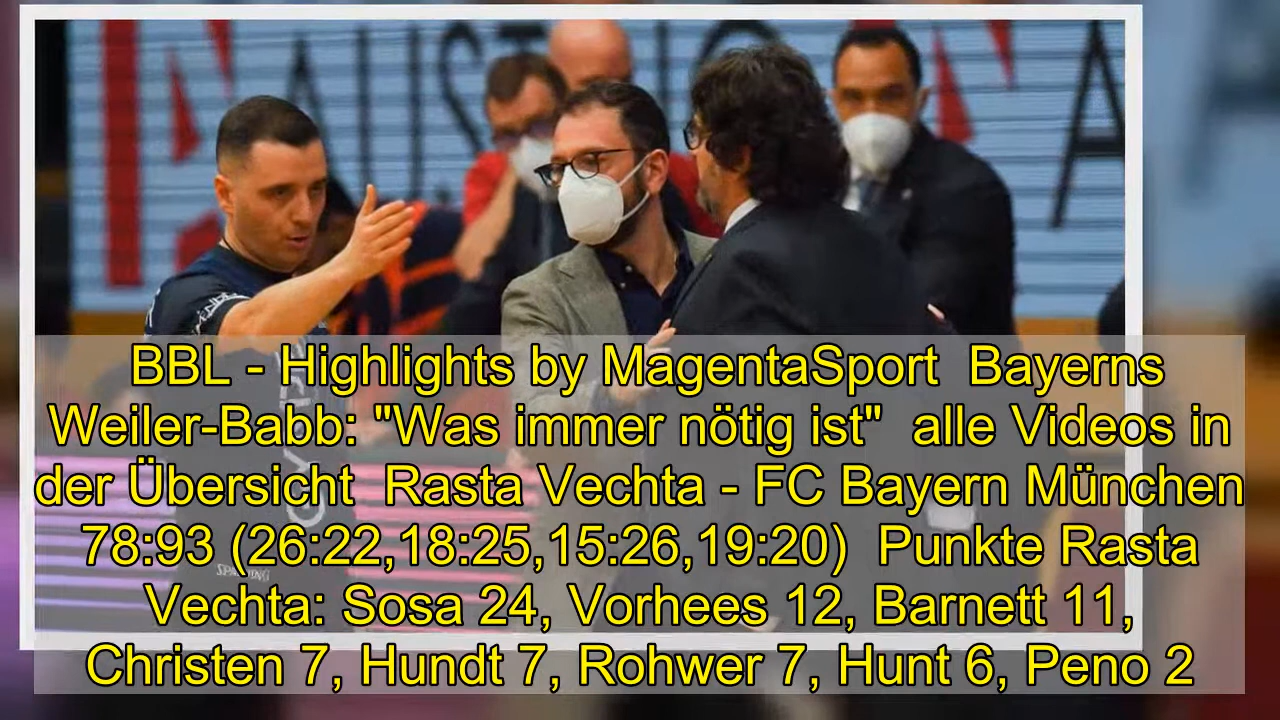 BBL - Highlights by MagentaSport  Bayerns
Weiler-Babb: "Was immer nötig ist"  alle Videos in
der Übersicht  Rasta Vechta - FC Bayern München
78:93 (26:22,18:25,15:26,19:20)  Punkte Rasta
Vechta: Sosa 24, Vorhees 12, Barnett 11,
Christen 7, Hundt 7, Rohwer 7, Hunt 6, Peno 2
SPALDING